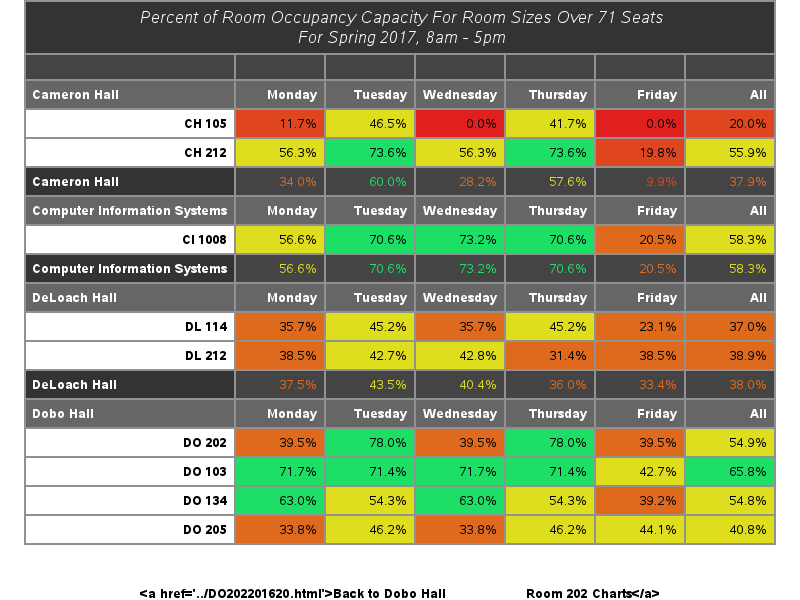 Percent of Room Occupancy Capacity For Room Sizes Over 71 Seats
For Spring 2017, 8am - 5pm
Cameron Hall Monday Tuesday Wednesday Thursday Friday All
CH 105 11.7% 46.5% 0.0% 41.7% 0.0% 20.0%
CH 212 56.3% 73.6% 56.3% 73.6% 19.8% 55.9%
Cameron Hall 34.0% 60.0% 28.2% 57.6% 9.9% 37.9%
Computer Information Systems Monday Tuesday Wednesday Thursday Friday All
CI 1008 56.6% 70.6% 73.2% 70.6% 20.5% 58.3%
Computer Information Systems 56.6% 70.6% 73.2% 70.6% 20.5% 58.3%
DeLoach Hall Monday Tuesday Wednesday Thursday Friday All
DL 114 35.7% 45.2% 35.7% 45.2% 23.1% 37.0%
DL 212 38.5% 42.7% 42.8% 31.4% 38.5% 38.9%
DeLoach Hall 37.5% 43.5% 40.4% 36.0% 33.4% 38.0%
Dobo Hall Monday Tuesday Wednesday Thursday Friday All
DO 202 39.5% 78.0% 39.5% 78.0% 39.5% 54.9%
DO 103 71.7% 71.4% 71.7% 71.4% 42.7% 65.8%
DO 134 63.0% 54.3% 63.0% 54.3% 39.2% 54.8%
DO 205 33.8% 46.2% 33.8% 46.2% 44.1% 40.8%
<a href='../DO202201620.html'>Back to Dobo Hall Room 202 Charts</a>